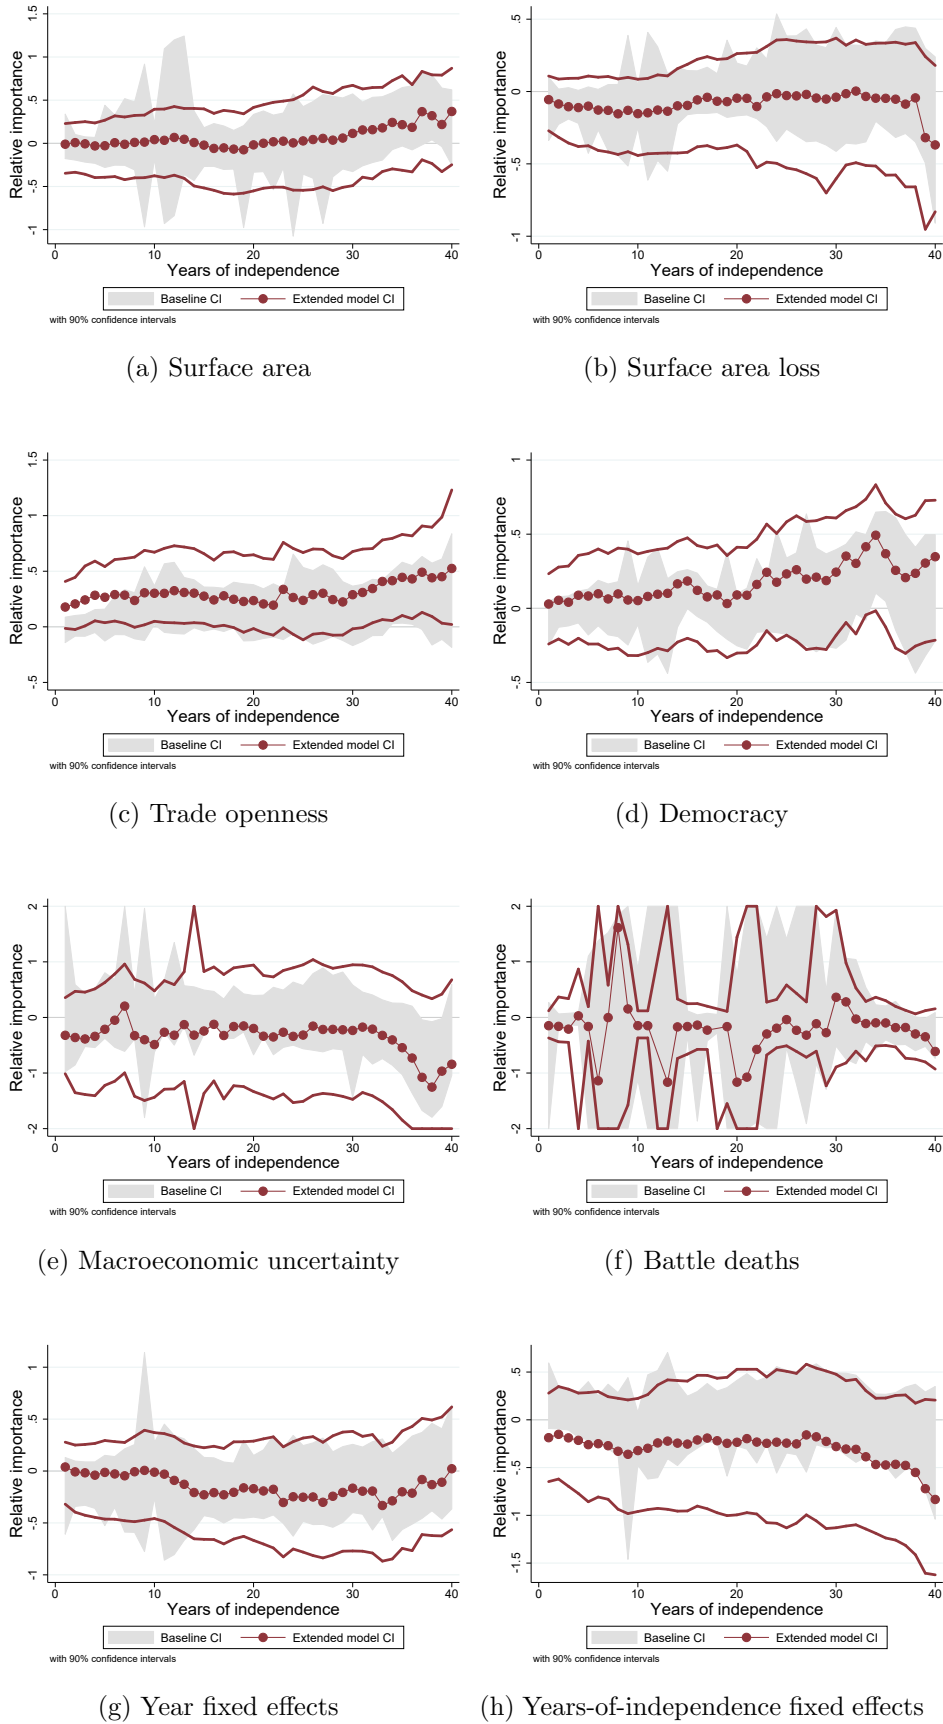 Relative importance
1.5
1
.5
0
-.5
-1
0 10 20 30 40
Years of independence
Baseline CI Extended model CI
with 90% confidence intervals
(a) Surface area
Relative importance
.5
0
-.5
-1
0 10 20 30 40
Years of independence
Baseline CI Extended model CI
with 90% confidence intervals
(b) Surface area loss
Relative importance
1.5
1
.5
0
-.5
0 10 20 30 40
Years of independence
Baseline CI Extended model CI
with 90% confidence intervals
(c) Trade openness
Relative importance
1
.5
0
-.5
0 10 20 30 40
Years of independence
Baseline CI Extended model CI
with 90% confidence intervals
(d) Democracy
Relative importance
2
1
0
-1
-2
0 10 20 30 40
Years of independence
Baseline CI Extended model CI
with 90% confidence intervals
(e) Macroeconomic uncertainty
Relative importance
2
1
0
-1
-2
0 10 20 30 40
Years of independence
Baseline CI Extended model CI
with 90% confidence intervals
(f) Battle deaths
Relative importance
1
.5
0
-.5
-1
0 10 20 30 40
Years of independence
Baseline CI Extended model CI
with 90% confidence intervals
(g) Year fixed effects
Relative importance
.5
0
-.5
-1
-1.5
0 10 20 30 40
Years of independence
Baseline CI Extended model CI
with 90% confidence intervals
(h) Years-of-independence fixed effects